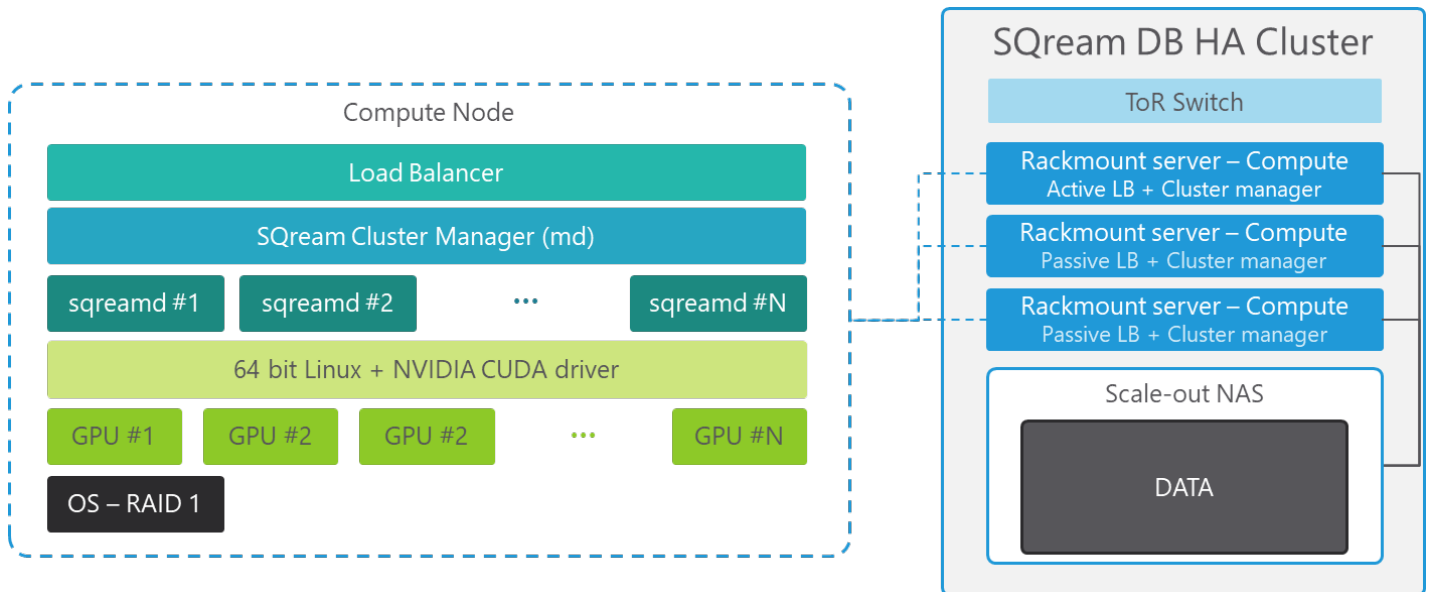 Compute Node
Load Balancer
SQream Cluster Manager (md)
sqreamd #1
sqreamd #2
...
sqreamd #N
64 bit Linux + NVIDIA CUDA driver
GPU #1
GPU #2
GPU #2
...
GPU #N
OS – RAID 1
SQream DB HA Cluster
ToR Switch
Rackmount server – Compute
Active LB + Cluster manager
Rackmount server – Compute
Passive LB + Cluster manager
Rackmount server – Compute
Passive LB + Cluster manager
Scale-out NAS
DATA